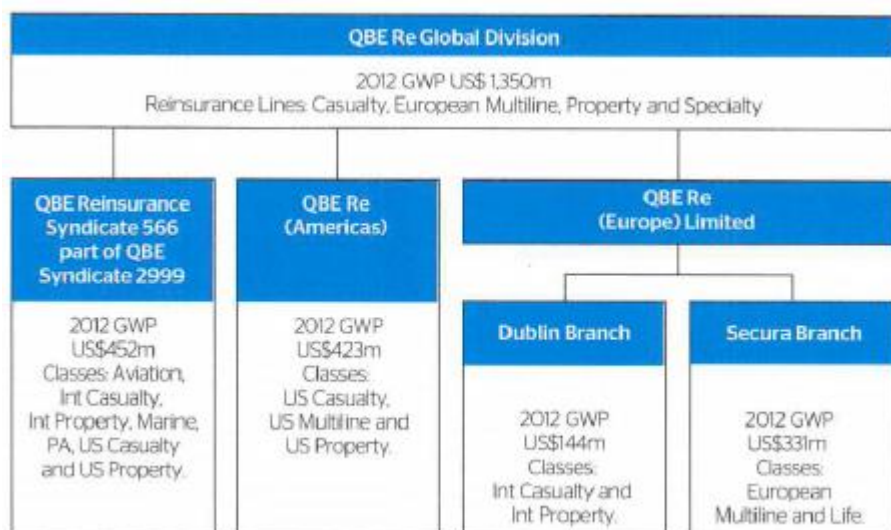 QBE Re Global Division
2012 GWP US$ 1,350m
Reinsurance Lines: Casualty, European Multiline, Property and Specialty
QBE Reinsurance
Syndicate 566
part of QBE
Syndicate 2999
2012 GWP
US$452m
Classes: Aviation,
Int Casualty,
Int Property, Marine,
PA, US Casualty
and US Property.
QBE Re
(Americas)
2012 GWP
US$423m
Classes:
US Casualty,
US Multiline and
US Property.
QBE Re
(Europe) Limited
Dublin Branch
2012 GWP
US$144m
Classes:
Int Casualty and
Int Property.
Secura Branch
2012 GWP
US$331m
Classes:
European
Multiline and Life.